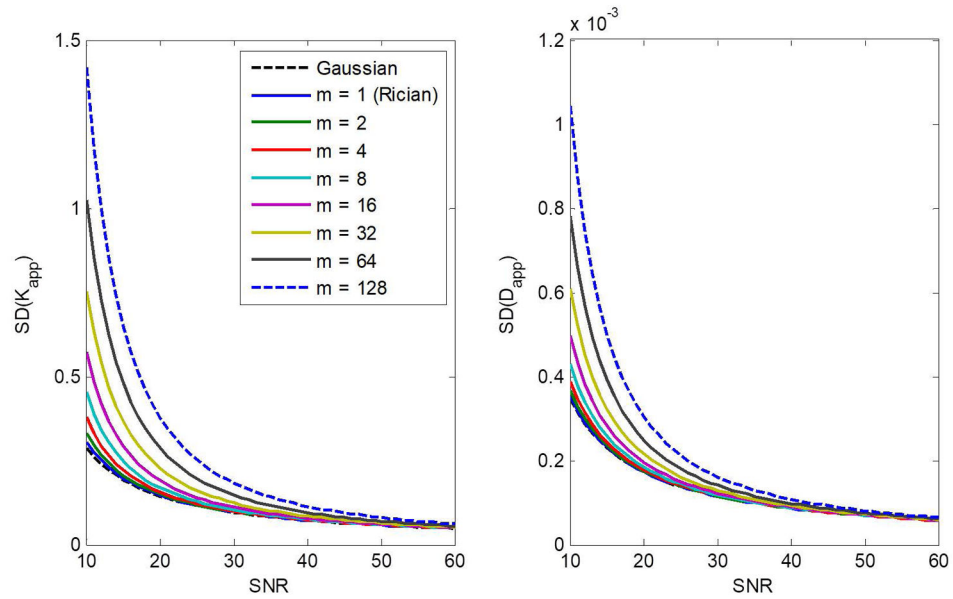 1.5
1
0.5
0
10
20
30
40
50
60
SD(Kapp)
SNR
Gaussian
m = 1 (Rician)
m = 2
m = 4
m = 8
m = 16
m = 32
m = 64
m = 128
x 10-3
1.2
1
0.8
0.6
0.4
0.2
0
10
20
30
40
50
60
SD(Dapp)
SNR